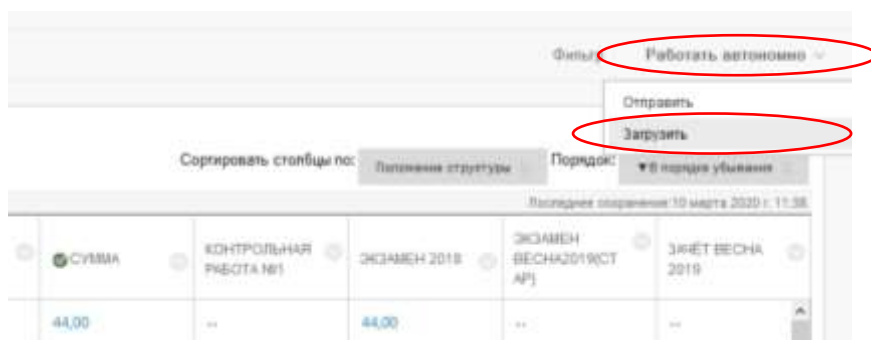 Фильтр
Работать автономно
Отправить
Загрузить
Сортировать столбцы по: Положение структуры Порядок: ▼В порядке убывания
Последнее сохранение:10 марта 2020 г. 11:38
СУММА
КОНТРОЛЬНАЯ
РАБОТА №1
ЭКЗАМЕН 2018
ЭКЗАМЕН
ВЕСНА2019(СТ
АР)
ЗАЧЁТ ВЕСНА
2019
44,00 -- 44,00 -- --